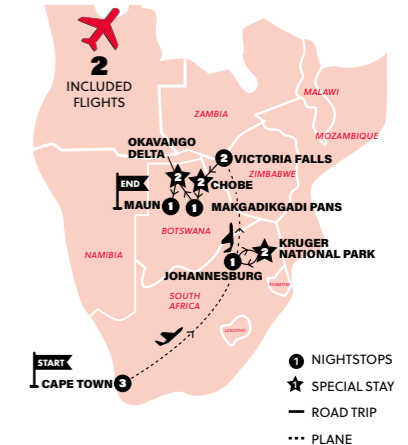 2
INCLUDED
FLIGHTS
MALAWI
ZAMBIA
MOZAMBIQUE
OKAVANGO
DELTA
2 VICTORIA FALLS
ZIMBABWE
2
2 CHOBE
END
MAUN 1
1 MAKGADIKGADI PANS
BOTSWANA
NAMIBIA
2 KRUGER
NATIONAL PARK
1
JOHANNESBURG
SOUTH
AFRICA
LESOTHO
START
CAPE TOWN 3
1 NIGHTSTOPS
1 SPECIAL STAY
ROAD TRIP
PLANE